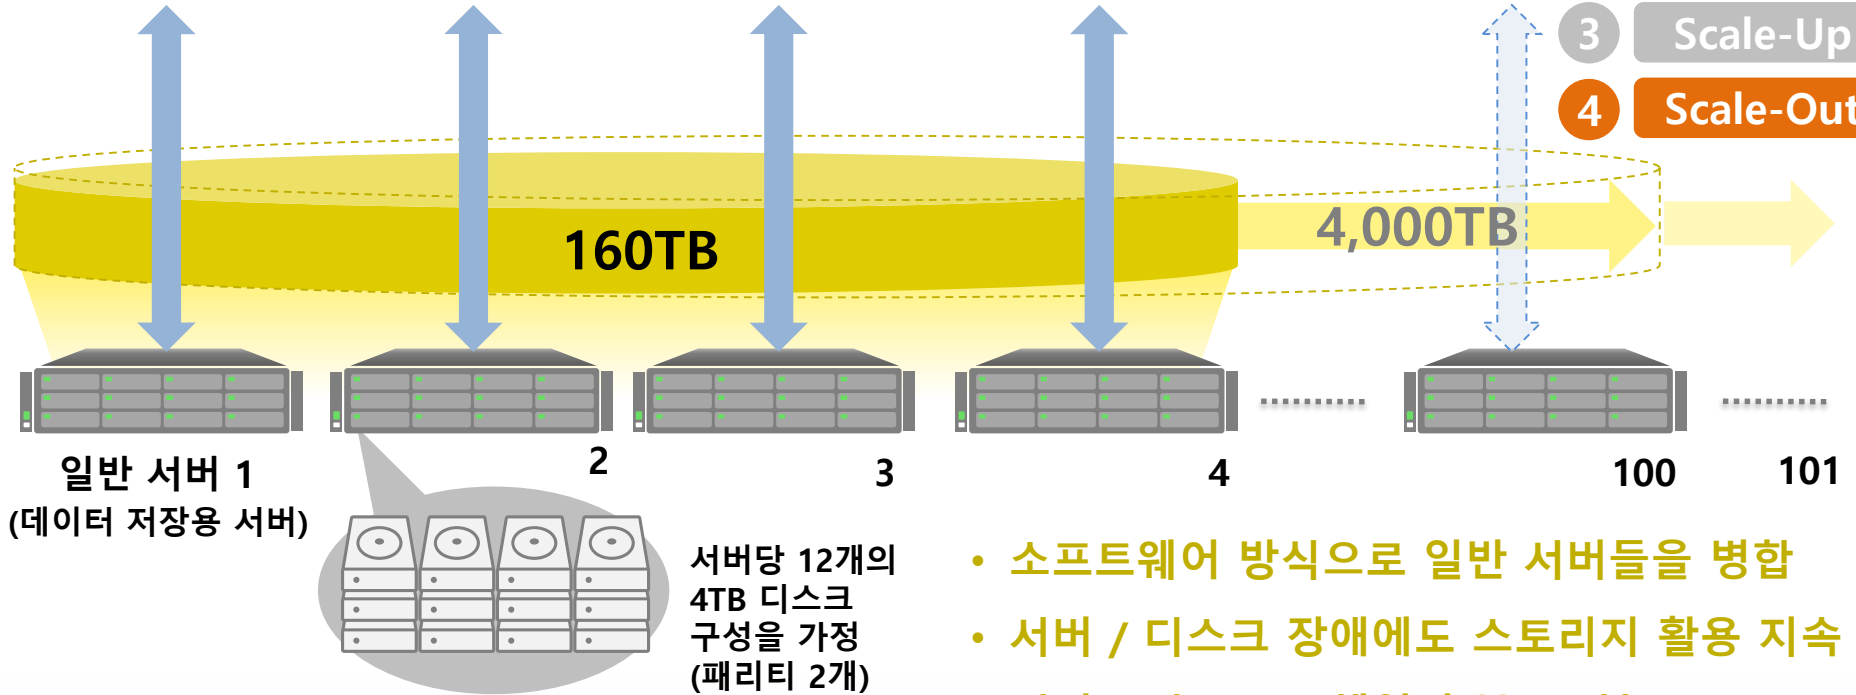 3 Scale-Up
4 Scale-Out
160TB
4,000TB
일반 서버 1
(데이터 저장용 서버)
2
3
4
100
101
서버당 12개의
4TB 디스크
구성을 가정
(패리티 2개)
• 소프트웨어 방식으로 일반 서버들을 병합
• 서버 / 디스크 장애에도 스토리지 활용 지속